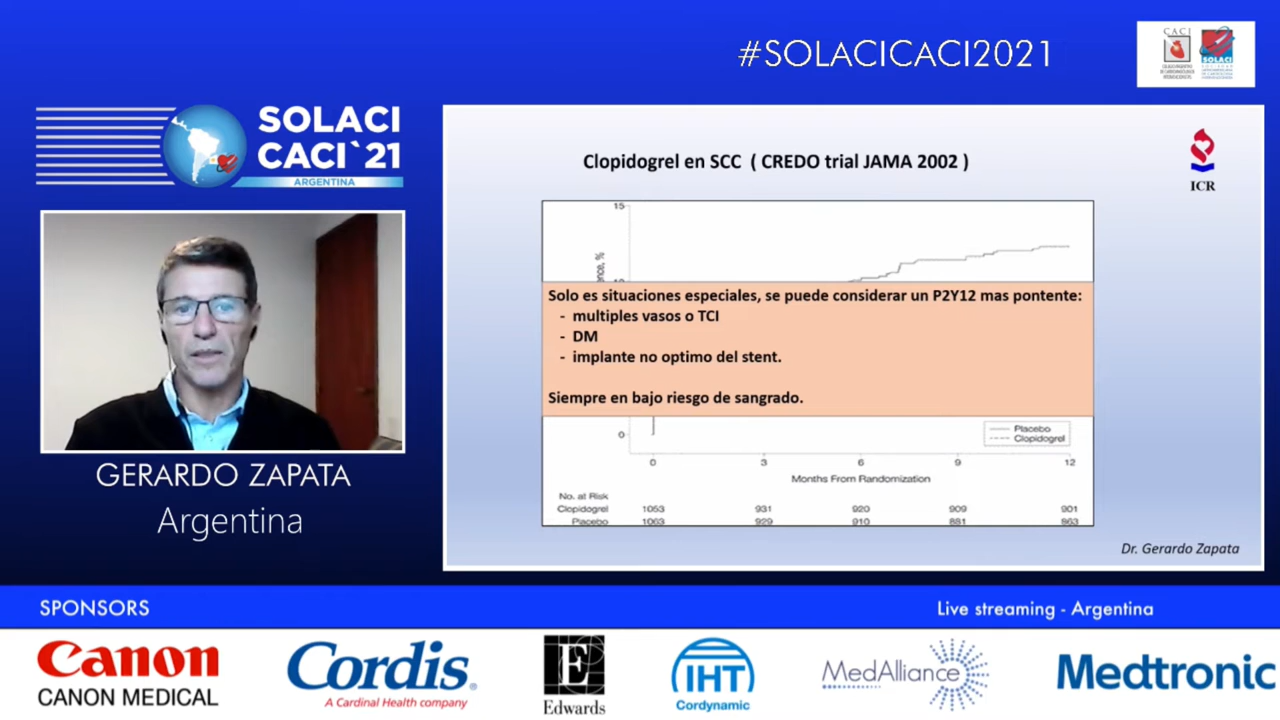 #SOLACICACI2021
CACI
SOLACI
SOLACI
CACI`21
ARGENTINA
GERARDO ZAPATA
Argentina
Clopidogrel en SCC ( CREDO trial JAMA 2002 )
ICR
15
Solo es situaciones especiales, se puede considerar un P2Y12 mas pontente:
- multiples vasos o TCI
- DM
- implante no optimo del stent.
Siempre en bajo riesgo de sangrado.
0
Placebo
Clopidogrel
0 3 6 9 12
Months From Randomization
No. at Risk
Clopidogrel 1053 931 920 909 901
Placebo 1063 929 910 881 863
Dr. Gerardo Zapata
SPONSORS
Live streaming - Argentina
Canon
CANON MEDICAL
Cordis
A Cardinal Health company
E
Edwards
IHT
Cordynamic
MedAlliance
Medtronic